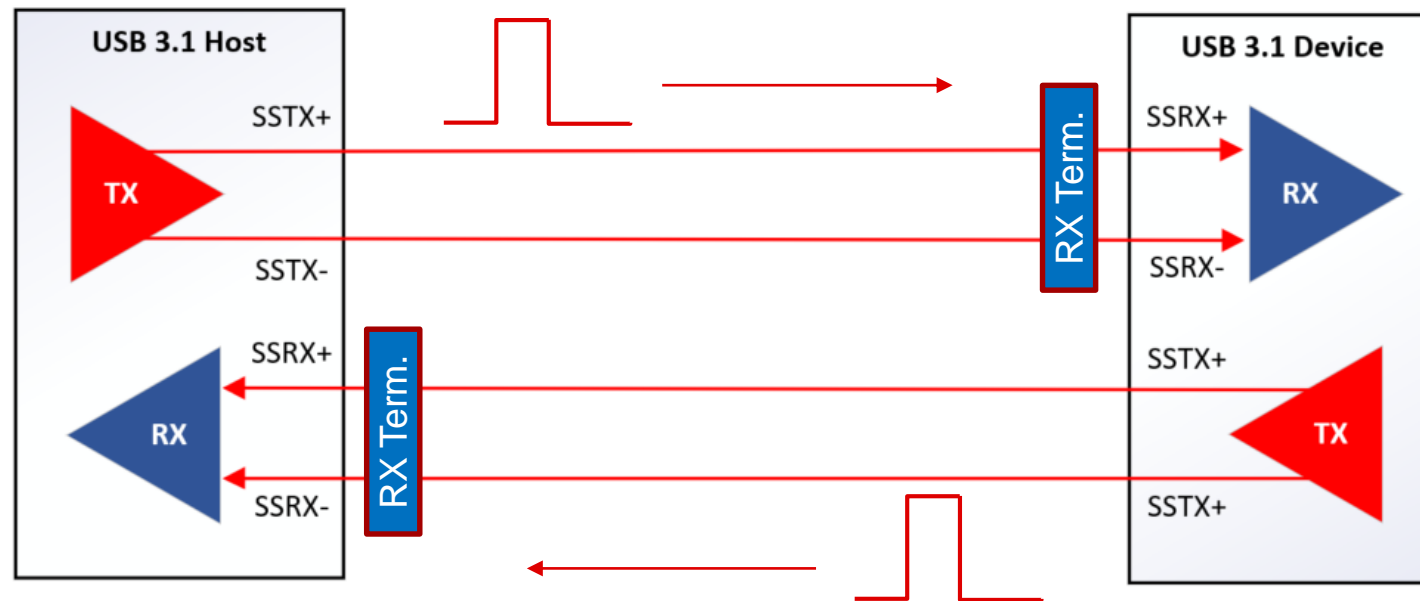 USB 3.1 Host
SSTX+
TX
SSTX-
SSRX+
RX
SSRX-
RX Term.
RX Term.
USB 3.1 Device
SSRX+
RX
SSRX-
SSTX+
TX
SSTX+